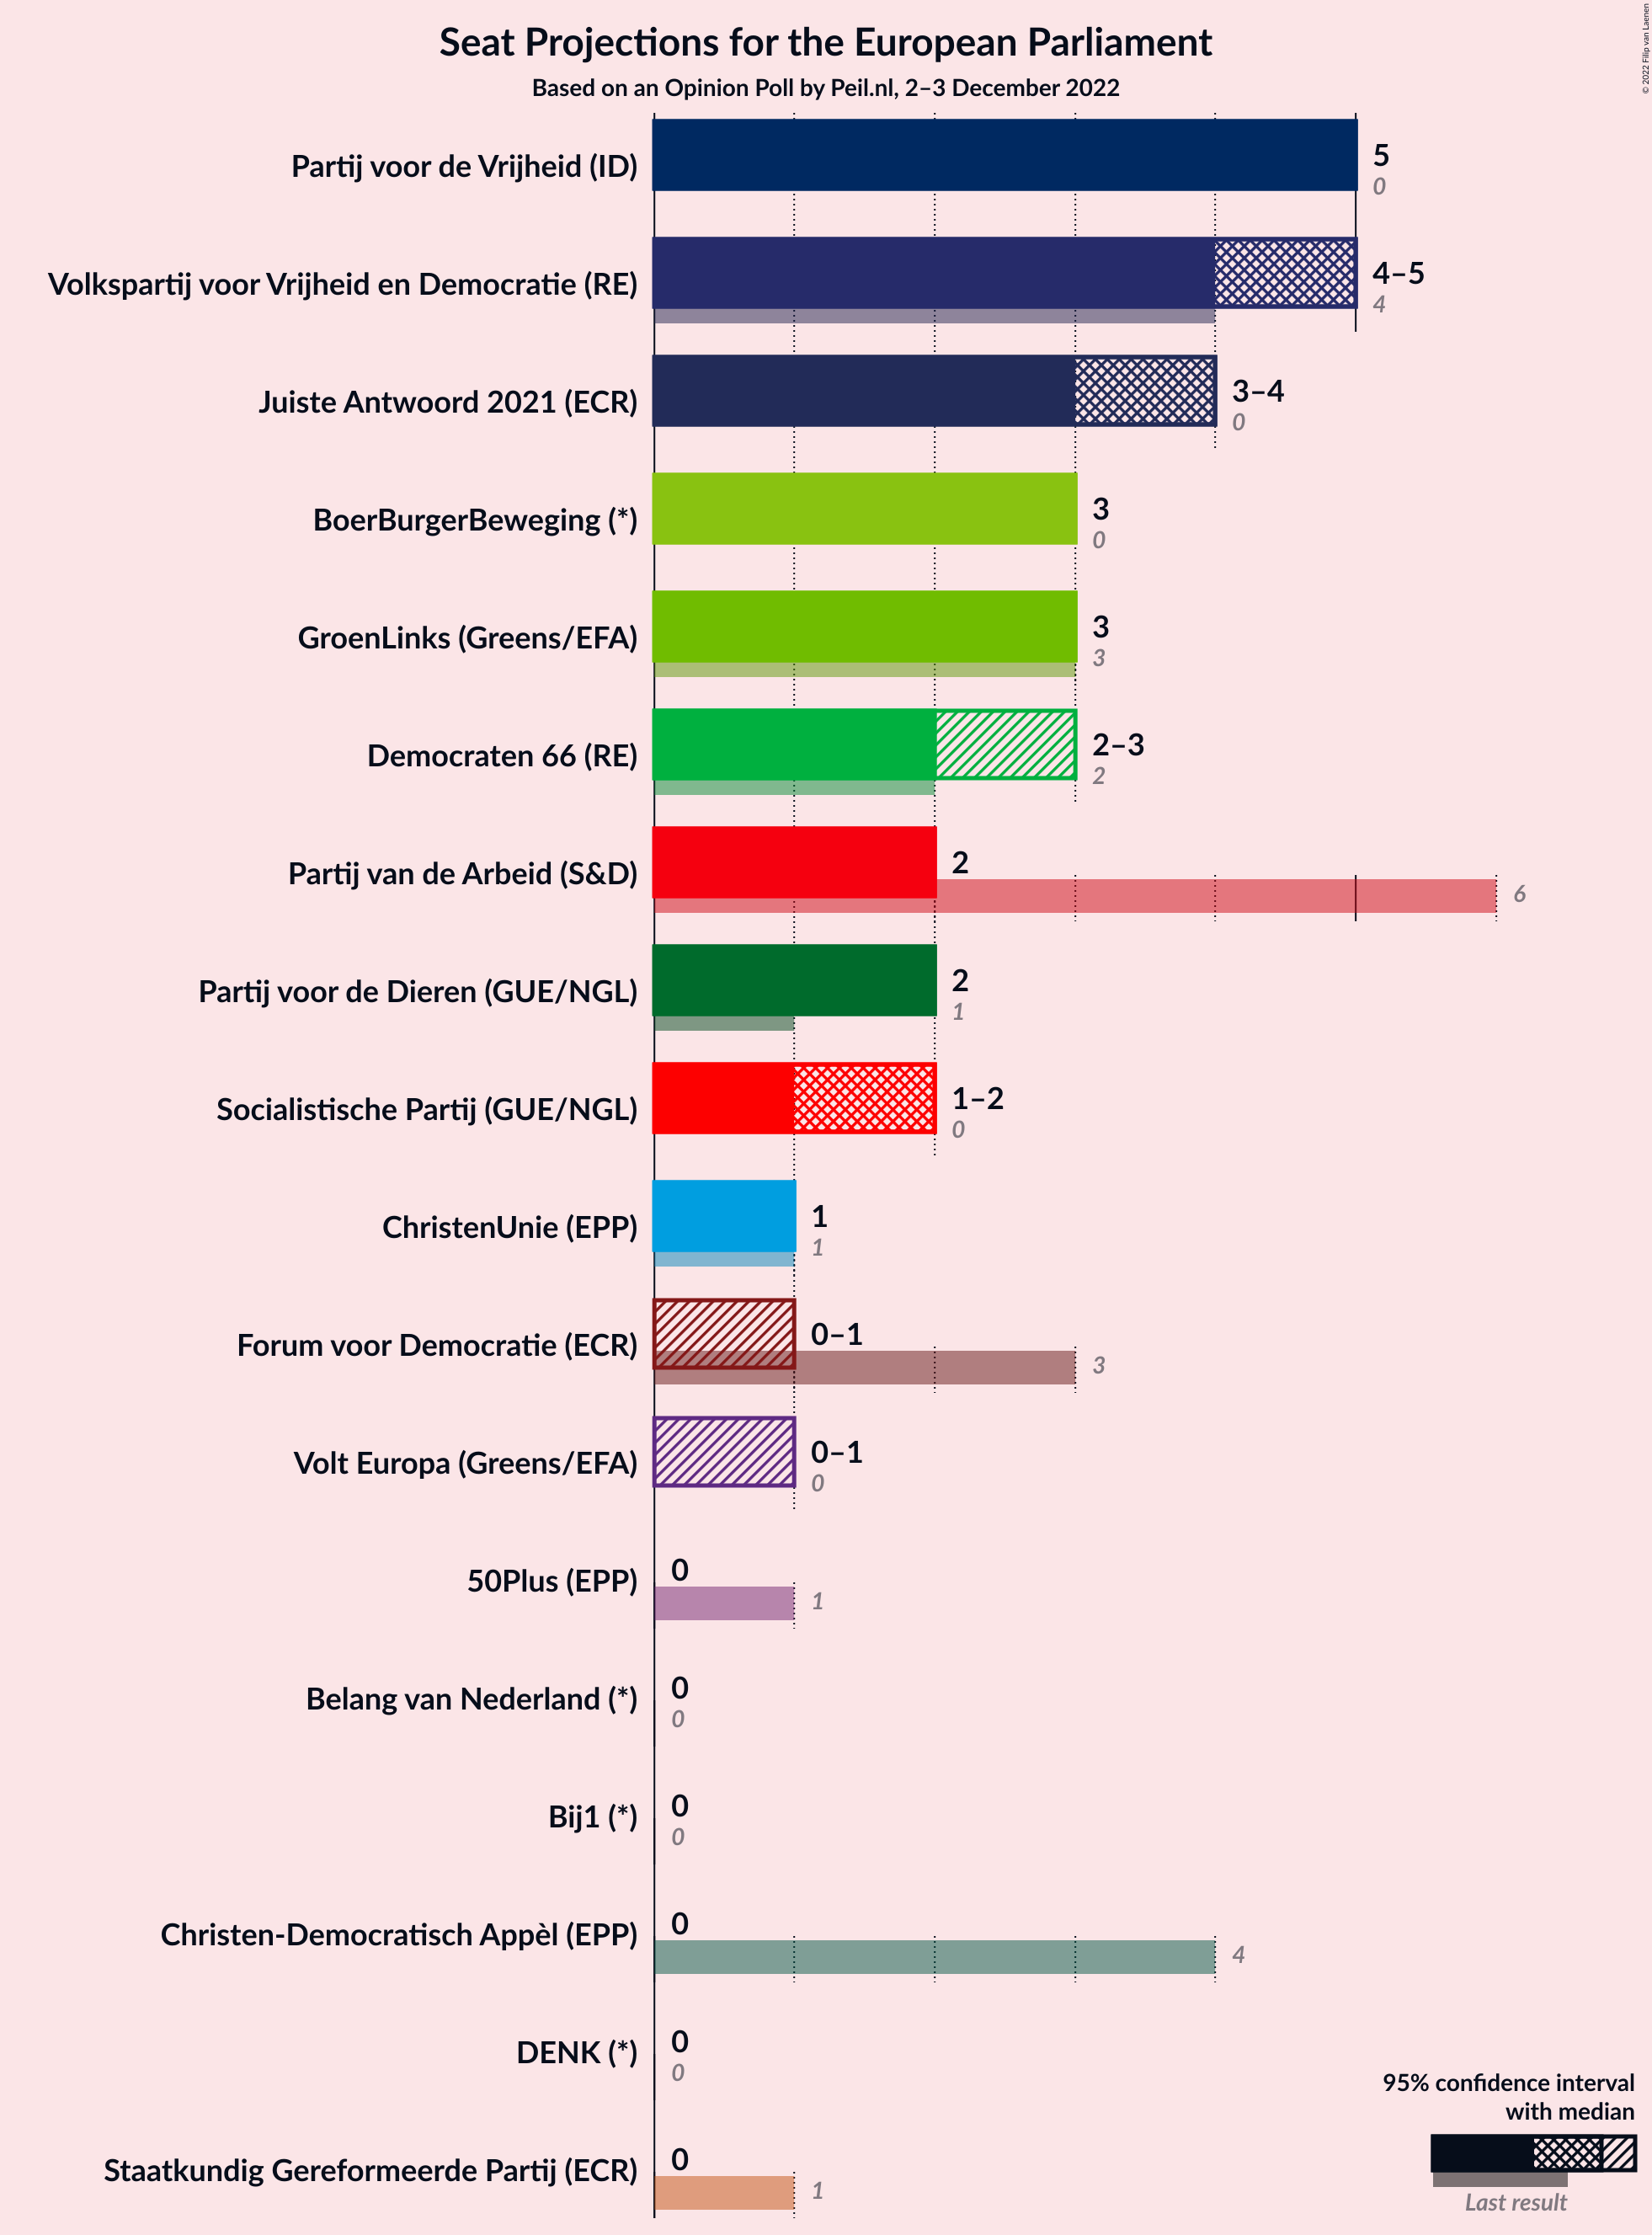 Seat Projections for the European Parliament
Based on an Opinion Poll by Peil.nl, 2–3 December 2022
© 2022 Filip van Laenen
Partij voor de Vrijheid (ID)
5
0
Volkspartij voor Vrijheid en Democratie (RE)
4–5
4
Juiste Antwoord 2021 (ECR)
3–4
0
BoerBurgerBeweging (*)
3
0
GroenLinks (Greens/EFA)
3
3
Democraten 66 (RE)
2–3
2
Partij van de Arbeid (S&D)
2
6
Partij voor de Dieren (GUE/NGL)
2
1
Socialistische Partij (GUE/NGL)
1–2
0
ChristenUnie (EPP)
1
1
Forum voor Democratie (ECR)
0–1
3
Volt Europa (Greens/EFA)
0–1
0
50Plus (EPP)
0
1
Belang van Nederland (*)
0
0
Bij1 (*)
0
0
Christen-Democratisch Appèl (EPP)
0
4
DENK (*)
0
0
Staatkundig Gereformeerde Partij (ECR)
0
1
95% confidence interval
with median
Last result